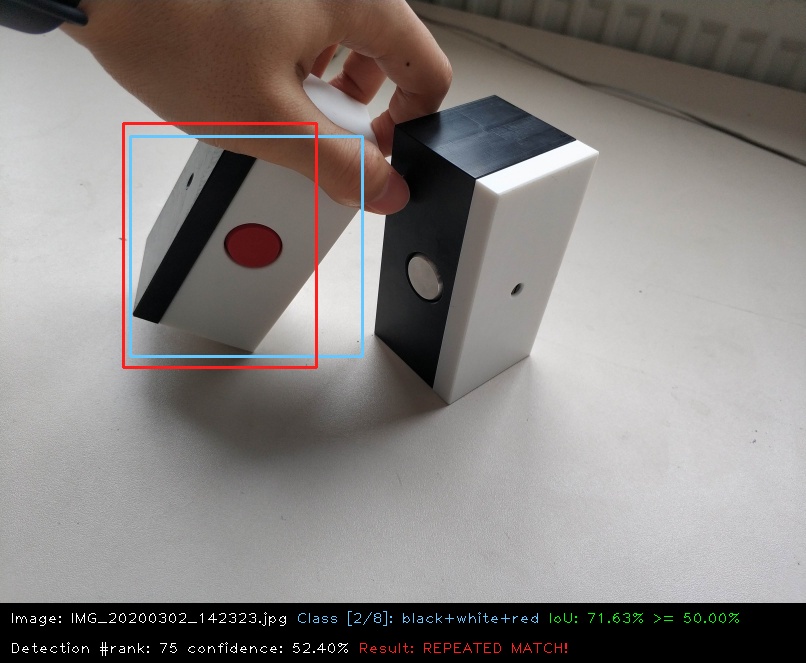 Image: IMG_20200302_142323.jpg Class [2/8]: black+white+red IoU: 71.63% >= 50.00%
Detection #rank: 75 confidence: 52.40% Result: REPEATED MATCH!